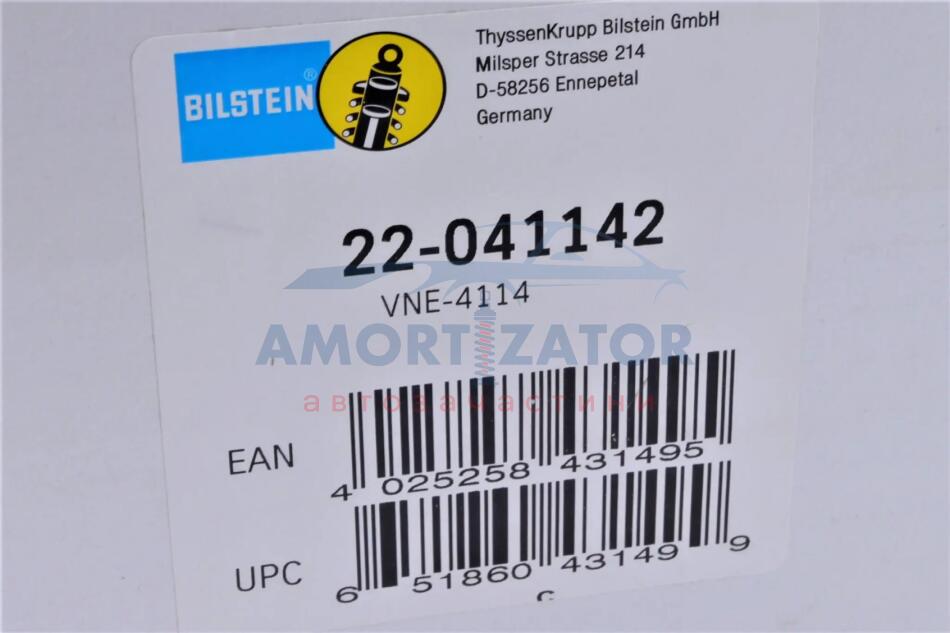 BILSTEIN®
ThyssenKrupp Bilstein GmbH
Milsper Strasse 214
D-58256 Ennepetal
Germany
22-041142
VNE-4114
AMORTIZATOR
автозачастини
EAN
4 025258 431495
UPC
6 51860 43149 9